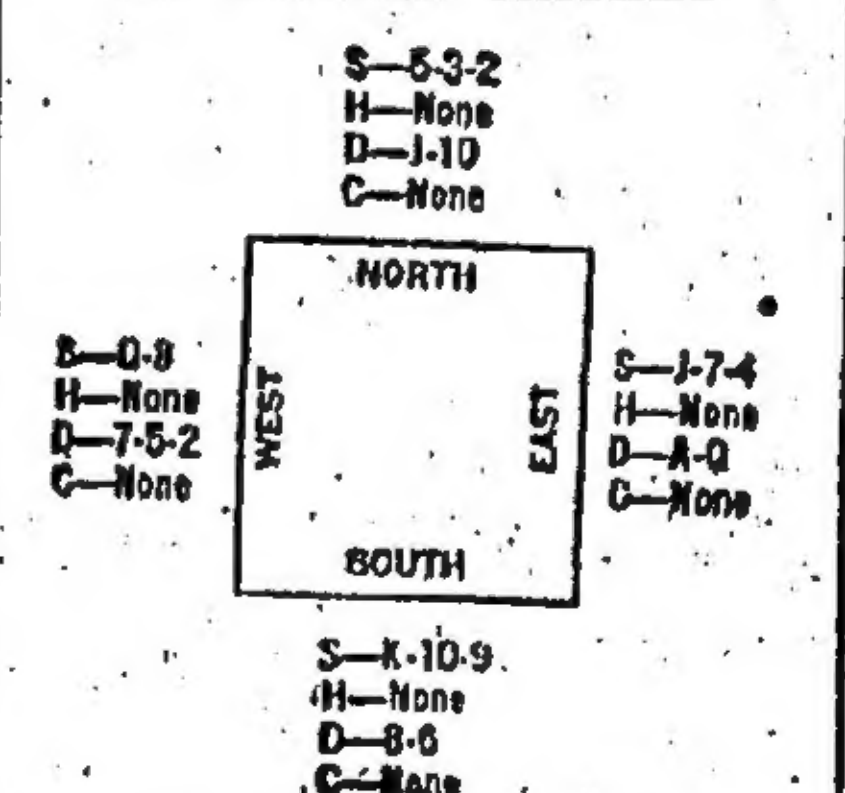 S—5-3-2
H—None
D—J-10
C—None
NORTH
S—Q-8
H—None
D—7-5-2
C—None
WEST
EAST
S—J-7-4
H—None
D—A-Q
C—None
SOUTH
S—K-10-9
H—None
D—8-6
C—None